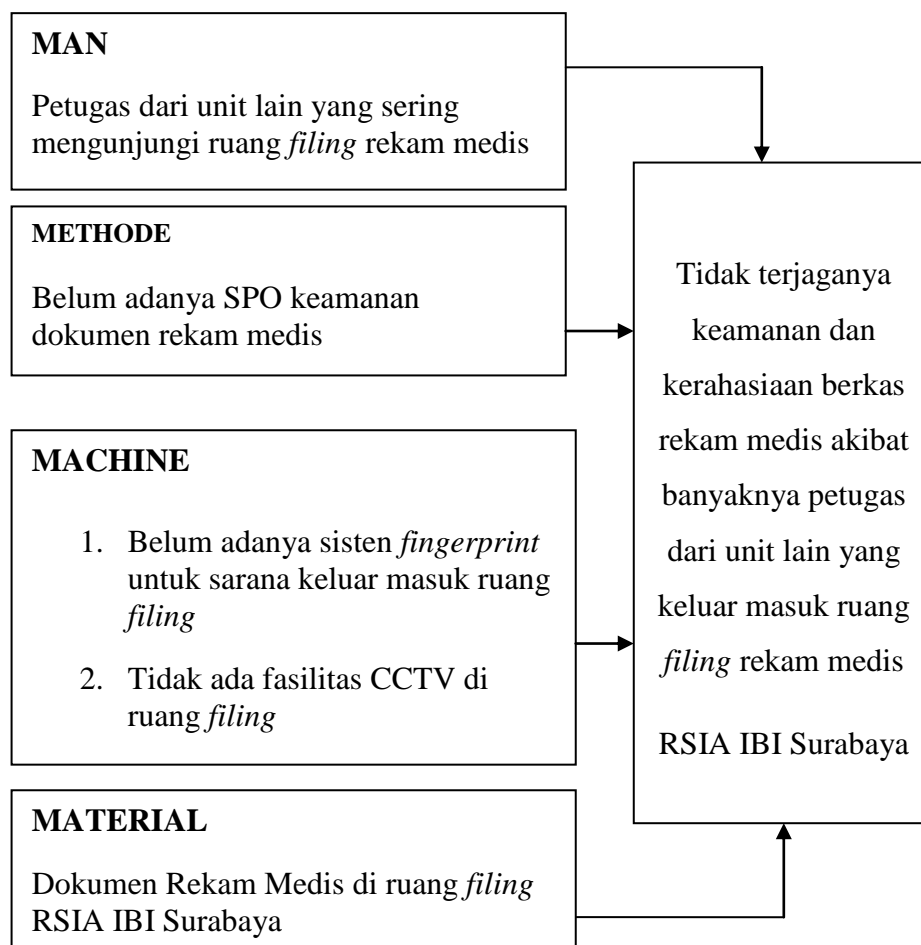 MAN
Petugas dari unit lain yang sering
mengunjungi ruang filing rekam medis
METHODE
Belum adanya SPO keamanan
dokumen rekam medis
MACHINE
1. Belum adanya sisten fingerprint
untuk sarana keluar masuk ruang
filing
2. Tidak ada fasilitas CCTV di
ruang filing
MATERIAL
Dokumen Rekam Medis di ruang filing
RSIA IBI Surabaya
Tidak terjaganya
keamanan dan
kerahasiaan berkas
rekam medis akibat
banyaknya petugas
dari unit lain yang
keluar masuk ruang
filing rekam medis
RSIA IBI Surabaya